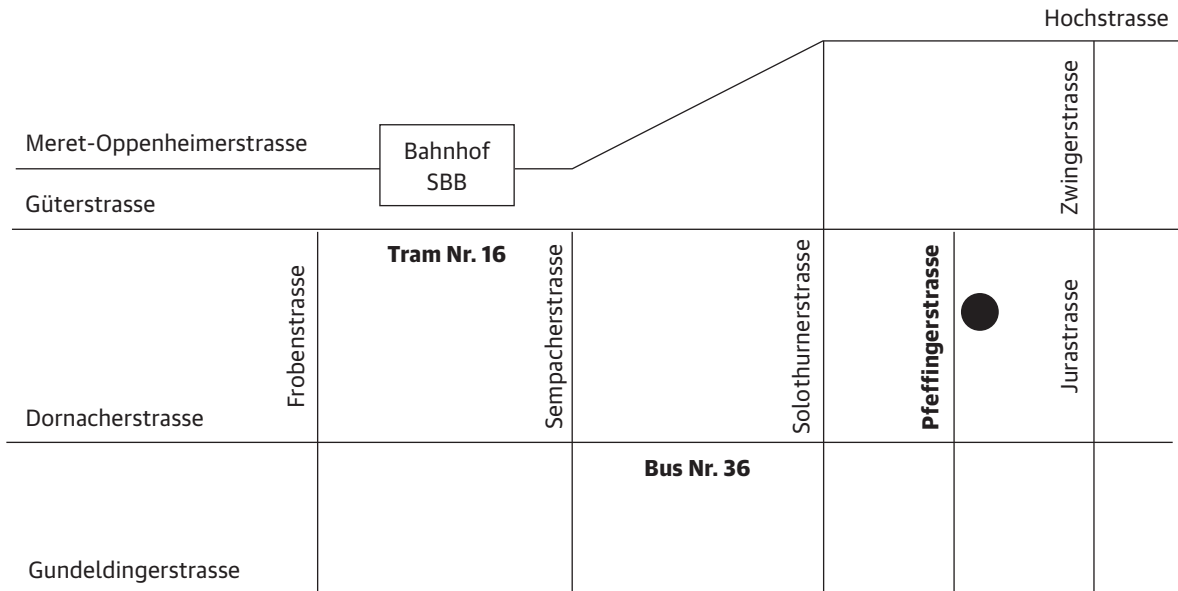 Hochstrasse
Meret-Oppenheimerstrasse
Bahnhof
SBB
Zwingerstrasse
Güterstrasse
Tram Nr. 16
Frobenstrasse
Sempacherstrasse
Solothurnerstrasse
Pfeffingerstrasse
Jurastrasse
Dornacherstrasse
Bus Nr. 36
Gundeldingerstrasse